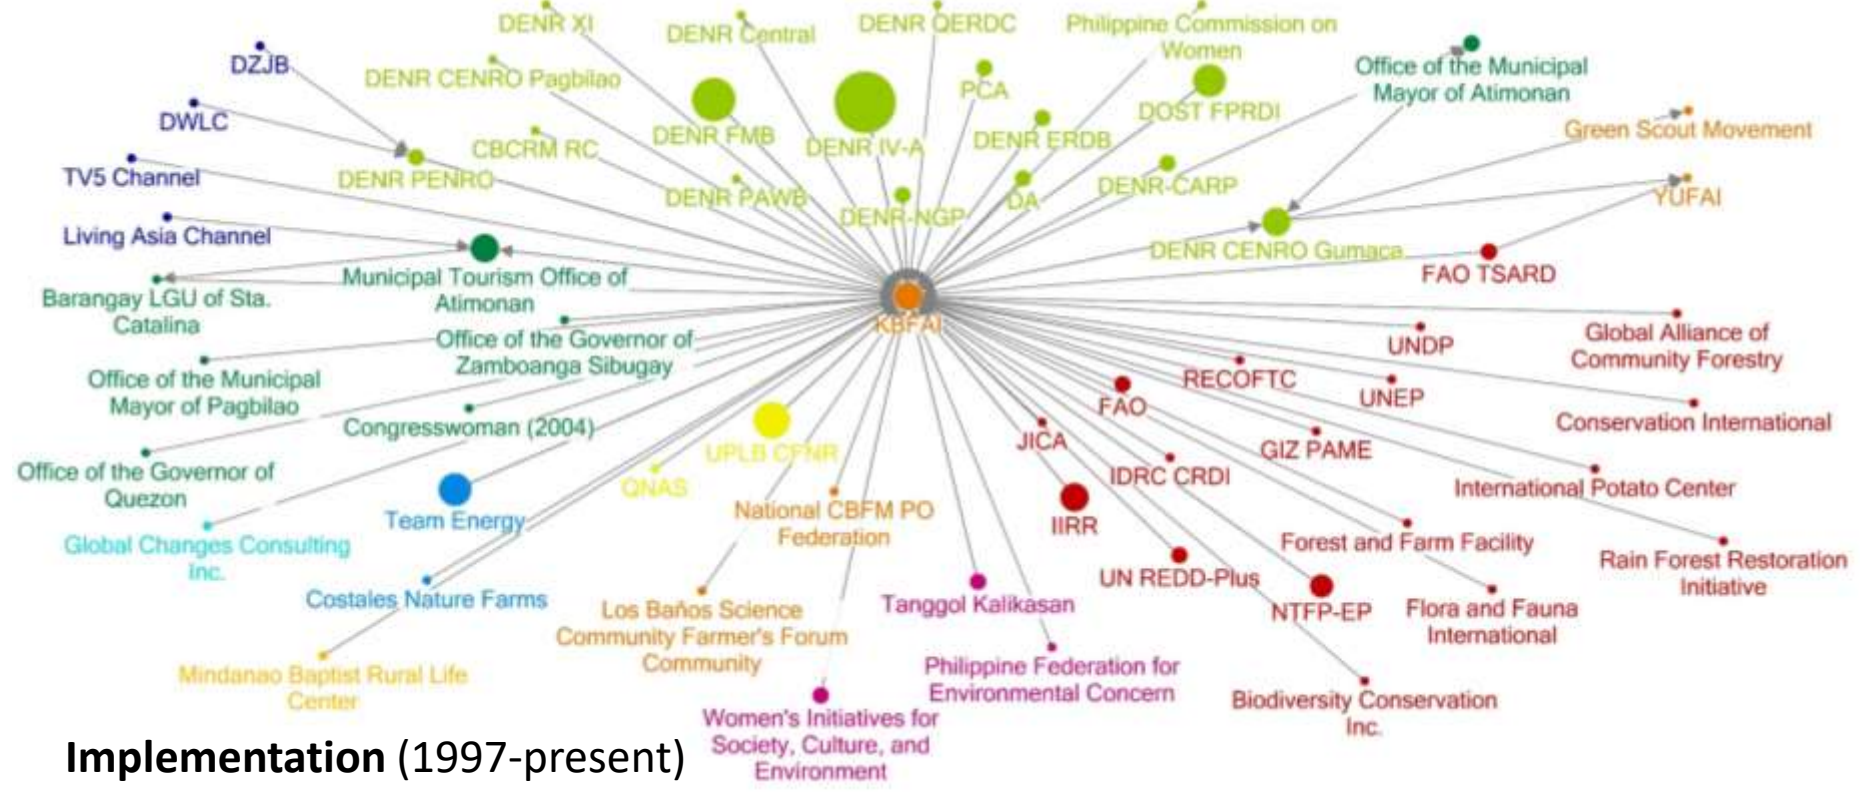 DENR XI
DENR Central
DENR QERDC
Philippine Commission on
Women
DZJB
DENR CENRO Pagbilao
PCA
Office of the Municipal
Mayor of Atimonan
DWLC
DENR FMB
DENR IV-A
DENR ERDB
DOST FPRDI
Green Scout Movement
CBCRM RC
TV5 Channel
DENR PENRO
DENR PAWB
DENR-NGP
DA
DENR-CARP
YUFAI
Living Asia Channel
DENR CENRO Gumaca
FAO TSARD
Municipal Tourism Office of
Atimonan
Barangay LGU of Sta.
Catalina
KBFAI
Office of the Governor of
Zamboanga Sibugay
UNDP
Global Alliance of
Community Forestry
Office of the Municipal
Mayor of Pagbilao
RECOFTC
UNEP
FAO
Congresswoman (2004)
Conservation International
JICA
GIZ PAME
UPLB CFNR
Office of the Governor of
Quezon
QNAS
IDRC CRDI
International Potato Center
Team Energy
National CBFM PO
Federation
IIRR
Global Changes Consulting
Inc.
Forest and Farm Facility
Rain Forest Restoration
Initiative
UN REDD-Plus
Costales Nature Farms
Los Baños Science
Community Farmer's Forum
Community
Tanggol Kalikasan
NTFP-EP
Flora and Fauna
International
Mindanao Baptist Rural Life
Center
Philippine Federation for
Environmental Concern
Biodiversity Conservation
Inc.
Women's Initiatives for
Society, Culture, and
Environment
Implementation (1997-present)